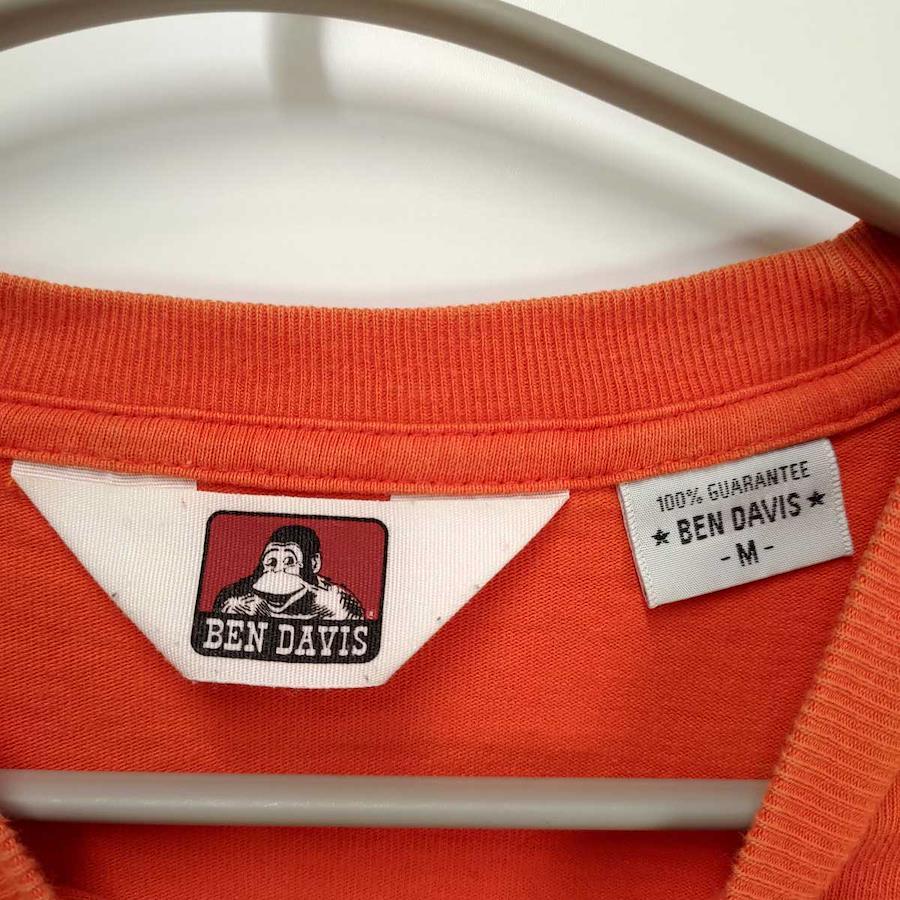 BEN DAVIS
100% GUARANTEE
★ BEN DAVIS ★
- M -